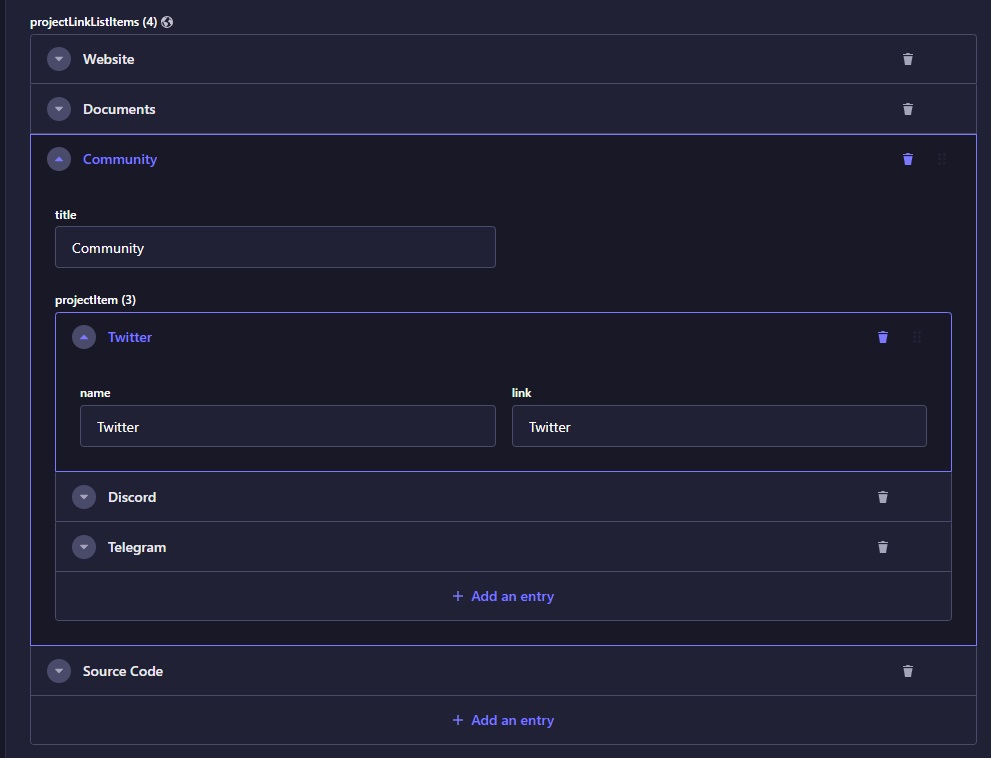 projectLinkListItems (4)
Website
Documents
Community
title
Community
projectItem (3)
Twitter
name link
Twitter Twitter
Discord
Telegram
+ Add an entry
Source Code
+ Add an entry